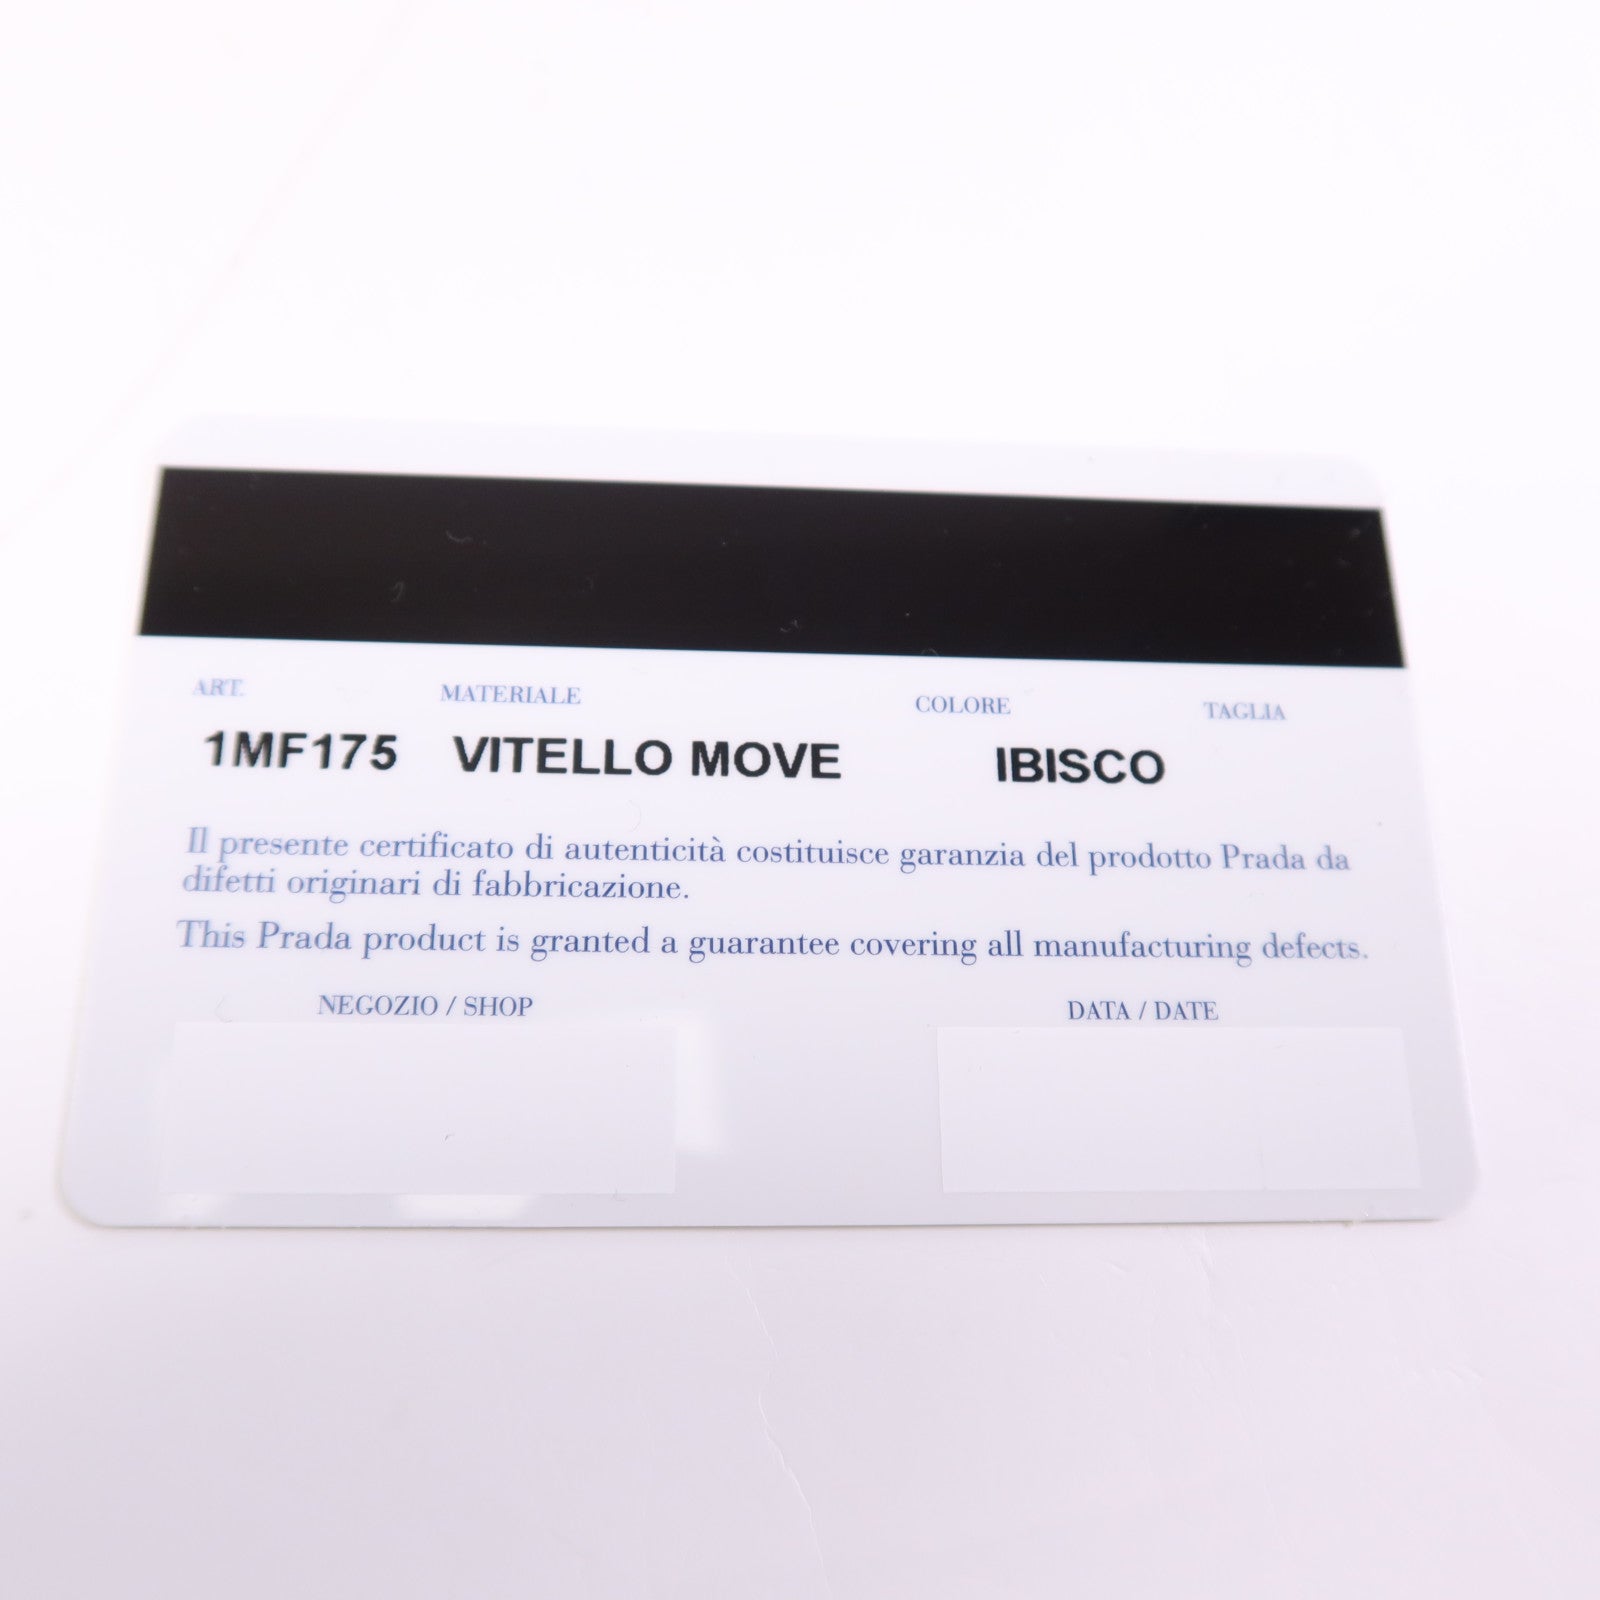 ART. MATERIALE COLORE TAGLIA
1MF175 VITELLO MOVE IBISCO
Il presente certificato di autenticità costituisce garanzia del prodotto Prada da
difetti originari di fabbricazione.
This Prada product is granted a guarantee covering all manufacturing defects.
NEGOZIO / SHOP DATA / DATE